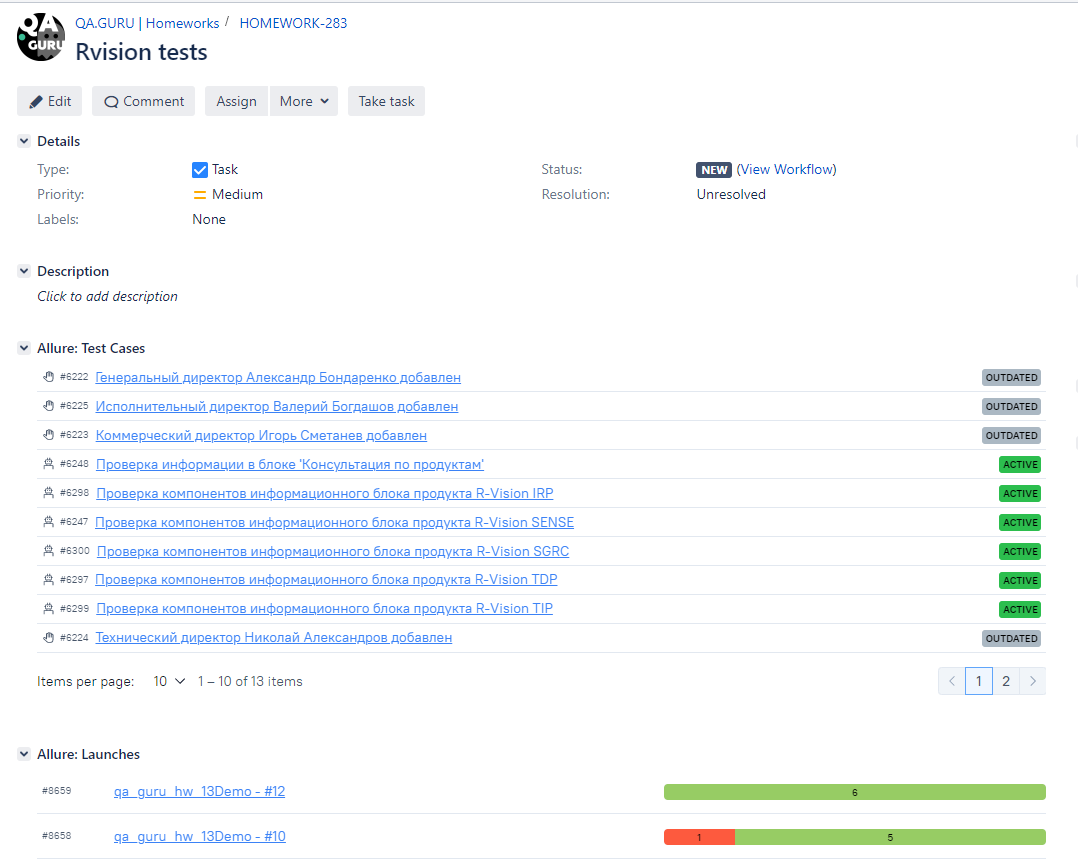 QA
GURU
QA.GURU | Homeworks / HOMEWORK-283
Rvision tests
Edit Comment Assign More Take task
Details
Type: Task Status: NEW (View Workflow)
Priority: Medium Resolution: Unresolved
Labels: None
Description
Click to add description
Allure: Test Cases
#6222 Генеральный директор Александр Бондаренко добавлен OUTDATED
#6225 Исполнительный директор Валерий Богдашов добавлен OUTDATED
#6223 Коммерческий директор Игорь Сметанев добавлен OUTDATED
#6248 Проверка информации в блоке 'Консультация по продуктам' ACTIVE
#6298 Проверка компонентов информационного блока продукта R-Vision IRP ACTIVE
#6247 Проверка компонентов информационного блока продукта R-Vision SENSE ACTIVE
#6300 Проверка компонентов информационного блока продукта R-Vision SGRC ACTIVE
#6297 Проверка компонентов информационного блока продукта R-Vision TDP ACTIVE
#6299 Проверка компонентов информационного блока продукта R-Vision TIP ACTIVE
#6224 Технический директор Николай Александров добавлен OUTDATED
Items per page: 10 1 – 10 of 13 items < 1 2 >
Allure: Launches
#8659 qa_guru_hw_13Demo - #12 6
#8658 qa_guru_hw_13Demo - #10 1 5